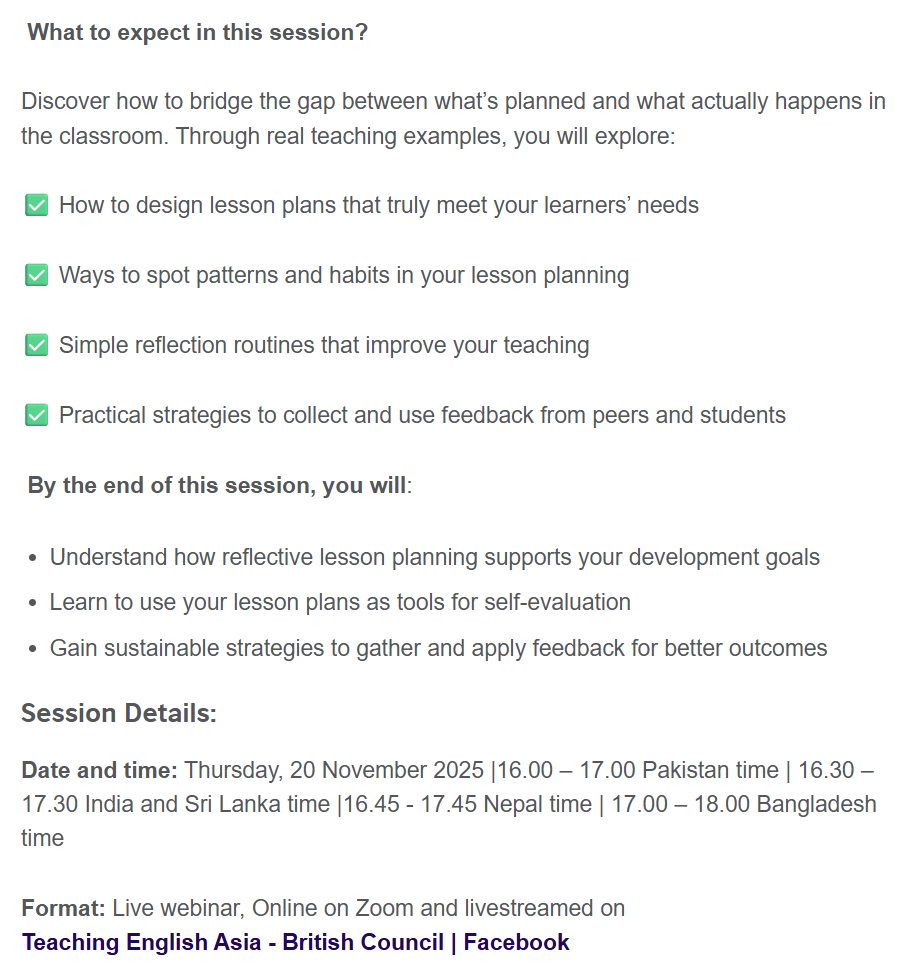 What to expect in this session?
Discover how to bridge the gap between what’s planned and what actually happens in
the classroom. Through real teaching examples, you will explore:
✅ How to design lesson plans that truly meet your learners’ needs
✅ Ways to spot patterns and habits in your lesson planning
✅ Simple reflection routines that improve your teaching
✅ Practical strategies to collect and use feedback from peers and students
By the end of this session, you will:
• Understand how reflective lesson planning supports your development goals
• Learn to use your lesson plans as tools for self-evaluation
• Gain sustainable strategies to gather and apply feedback for better outcomes
Session Details:
Date and time: Thursday, 20 November 2025 |16.00 – 17.00 Pakistan time | 16.30 –
17.30 India and Sri Lanka time |16.45 - 17.45 Nepal time | 17.00 – 18.00 Bangladesh
time
Format: Live webinar, Online on Zoom and livestreamed on
Teaching English Asia - British Council | Facebook